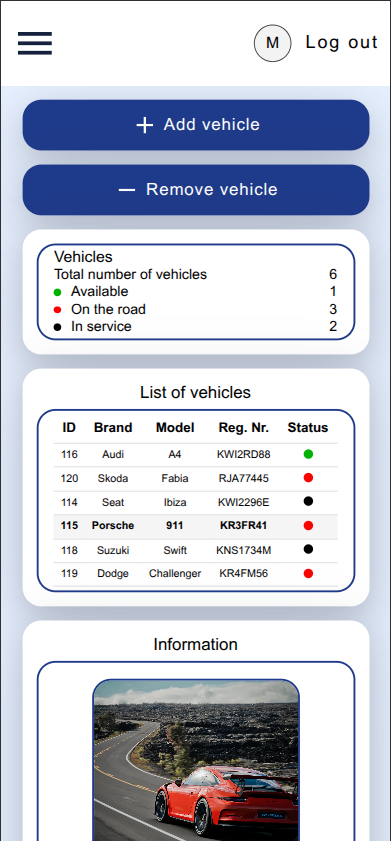 M Log out
Add vehicle
Remove vehicle
Vehicles
Total number of vehicles 6
Available 1
On the road 3
In service 2
List of vehicles
ID Brand Model Reg. Nr. Status
116 Audi A4 KWI2RD88
120 Skoda Fabia RJA77445
114 Seat Ibiza KWI2296E
115 Porsche 911 KR3FR41
118 Suzuki Swift KNS1734M
119 Dodge Challenger KR4FM56
Information